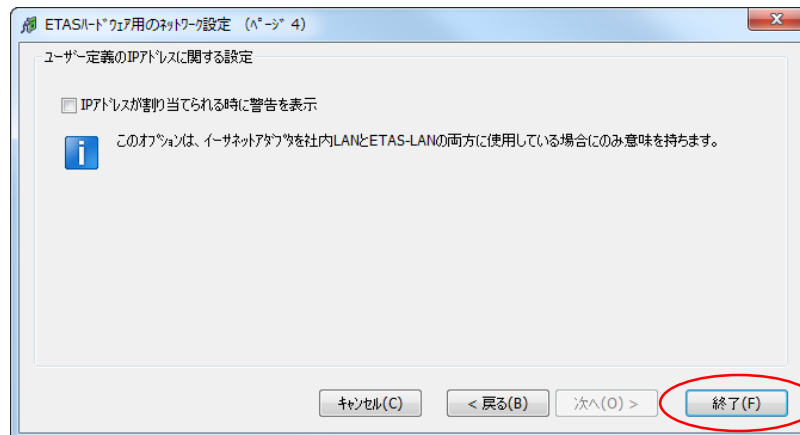 ETASﾊｰﾄﾞｳｪｱ用のﾈｯﾄﾜｰｸ設定 （ﾍﾟｰｼﾞ 4）
ﾕｰｻﾞｰ定義のIPｱﾄﾞﾚｽに関する設定
IPｱﾄﾞﾚｽが割り当てられる時に警告を表示
このｵﾌﾟｼｮﾝは、ｲｰｻﾈｯﾄｱﾀﾞﾌﾟﾀを社内LANとETAS-LANの両方に使用している場合にのみ意味を持ちます。
ｷｬﾝｾﾙ(C) < 戻る(B) 次へ(O) > 終了(F)